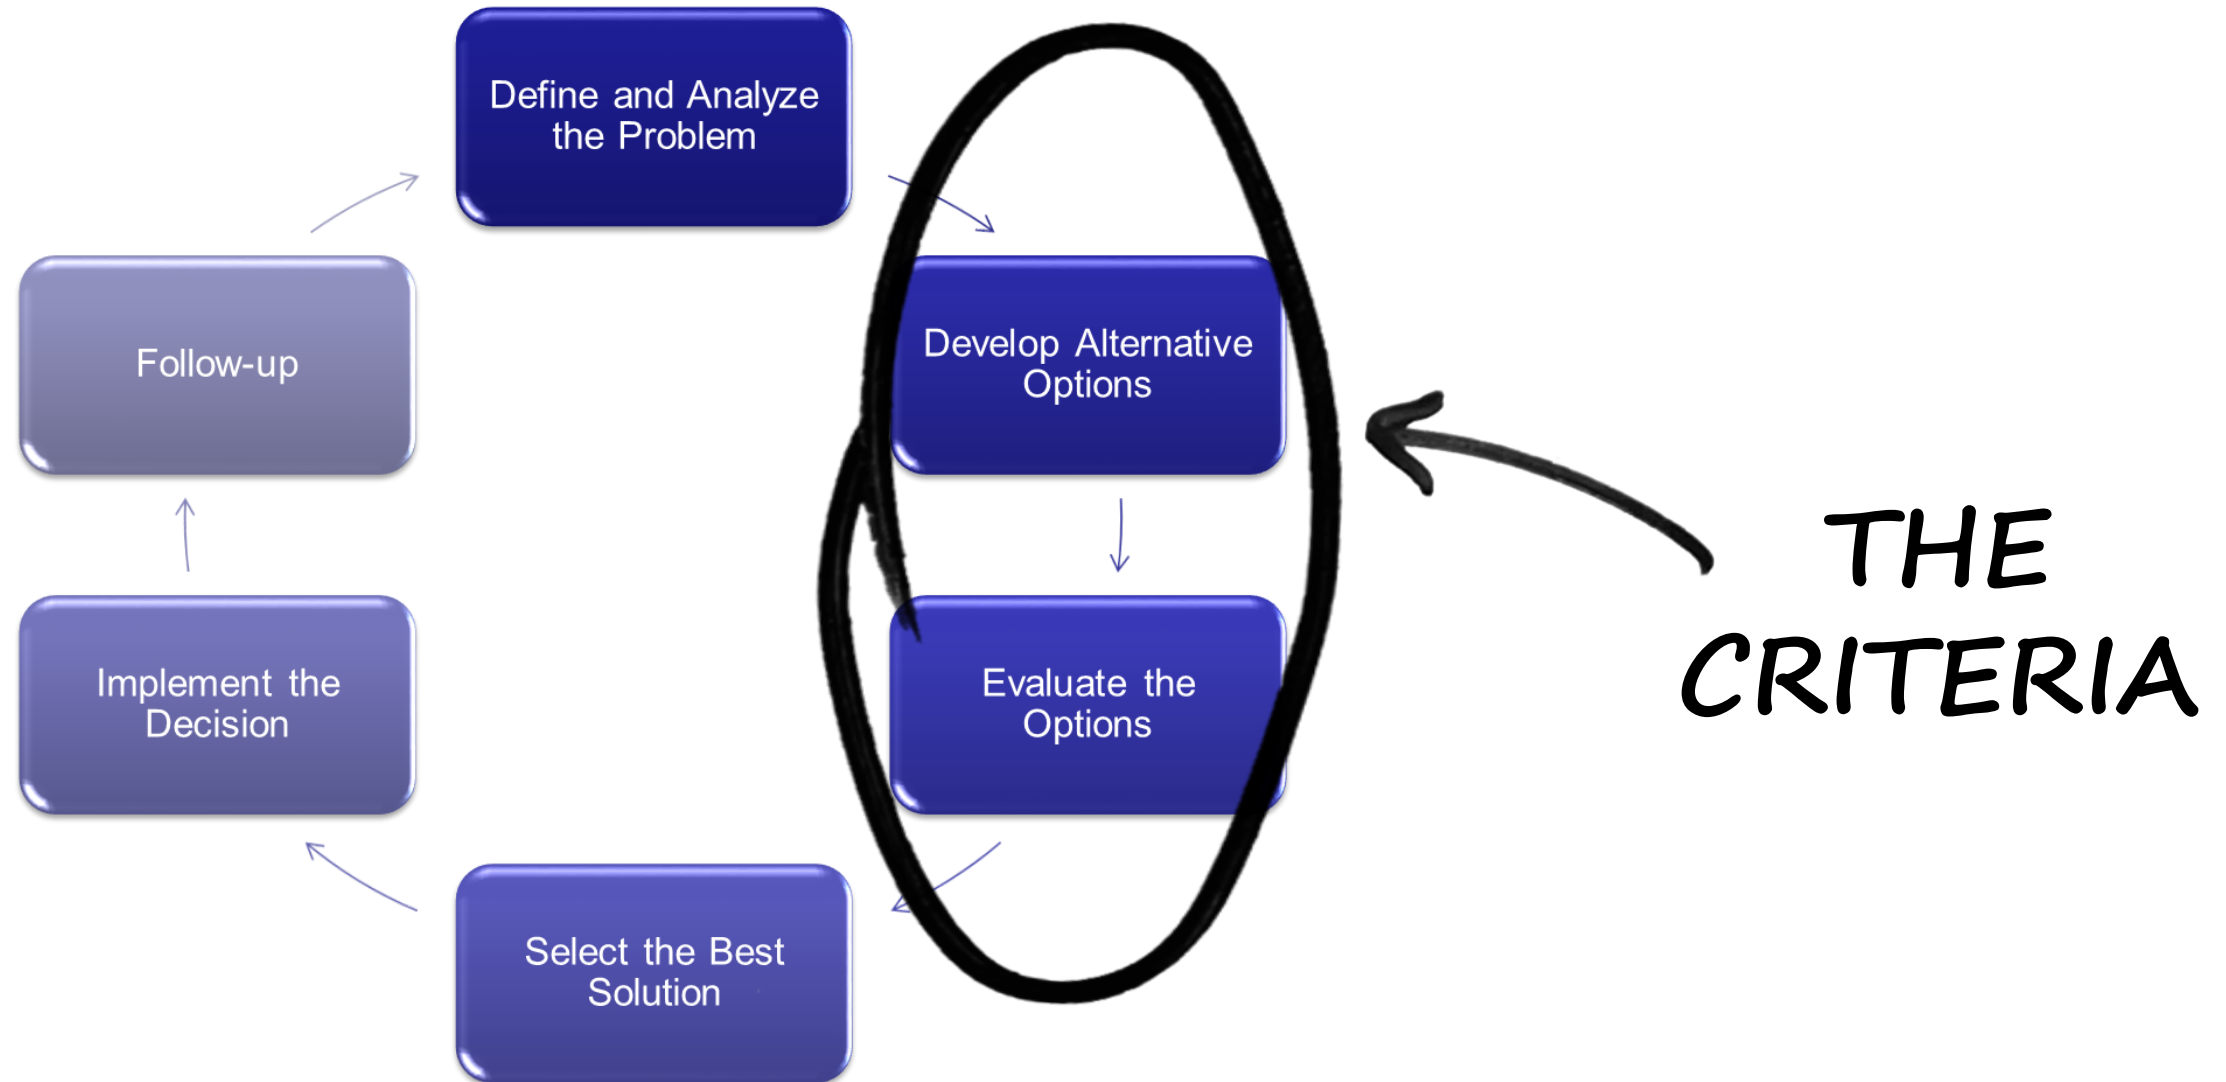 Define and Analyze
the Problem
Develop Alternative
Options
Evaluate the
Options
Select the Best
Solution
Implement the
Decision
Follow-up
THE
CRITERIA